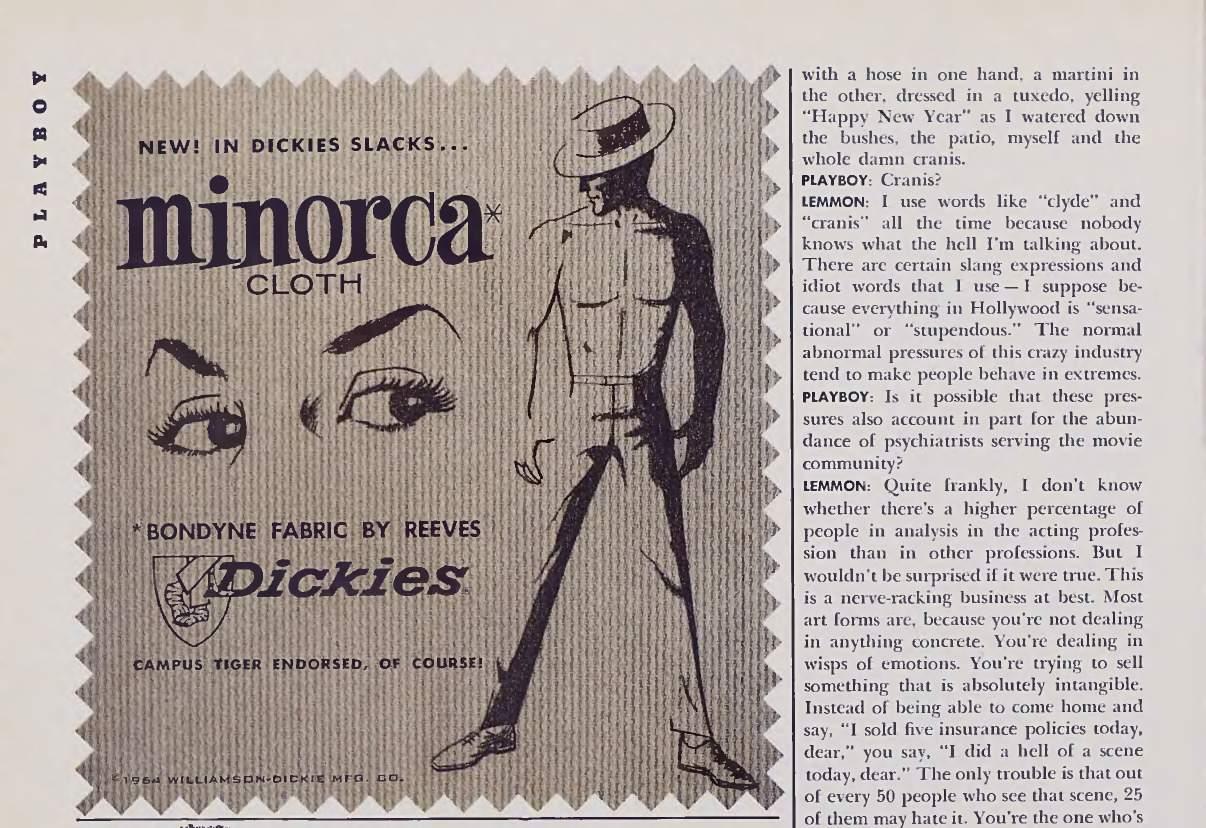 PLAYBOY
NEW! IN DICKIES SLACKS...
minorca*
CLOTH
*BONDYNE FABRIC BY REEVES
Dickies
CAMPUS TIGER ENDORSED, OF COURSE!
©1964 WILLIAMSON-DICKIE MFG. CO.
with a hose in one hand, a martini in
the other, dressed in a tuxedo, yelling
“Happy New Year” as I watered down
the bushes, the patio, myself and the
whole damn cranis.
PLAYBOY: Cranis?
LEMMON: I use words like “clyde” and
“cranis” all the time because nobody
knows what the hell I'm talking about.
There are certain slang expressions and
idiot words that I use—I suppose be-
cause everything in Hollywood is “sensa-
tional” or “stupendous.” The normal
abnormal pressures of this crazy industry
tend to make people behave in extremes.
PLAYBOY: Is it possible that these pres-
sures also account in part for the abun-
dance of psychiatrists serving the movie
community?
LEMMON: Quite frankly, I don't know
whether there's a higher percentage of
people in analysis in the acting profes-
sion than in other professions. But I
wouldn't be surprised if it were true. This
is a nerve-racking business at best. Most
art forms are, because you're not dealing
in anything concrete. You're dealing in
wisps of emotions. You're trying to sell
something that is absolutely intangible.
Instead of being able to come home and
say, “I sold five insurance policies today,
dear,” you say, “I did a hell of a scene
today, dear.” The only trouble is that out
of every 50 people who see that scene, 25
of them may hate it. You're the one who's